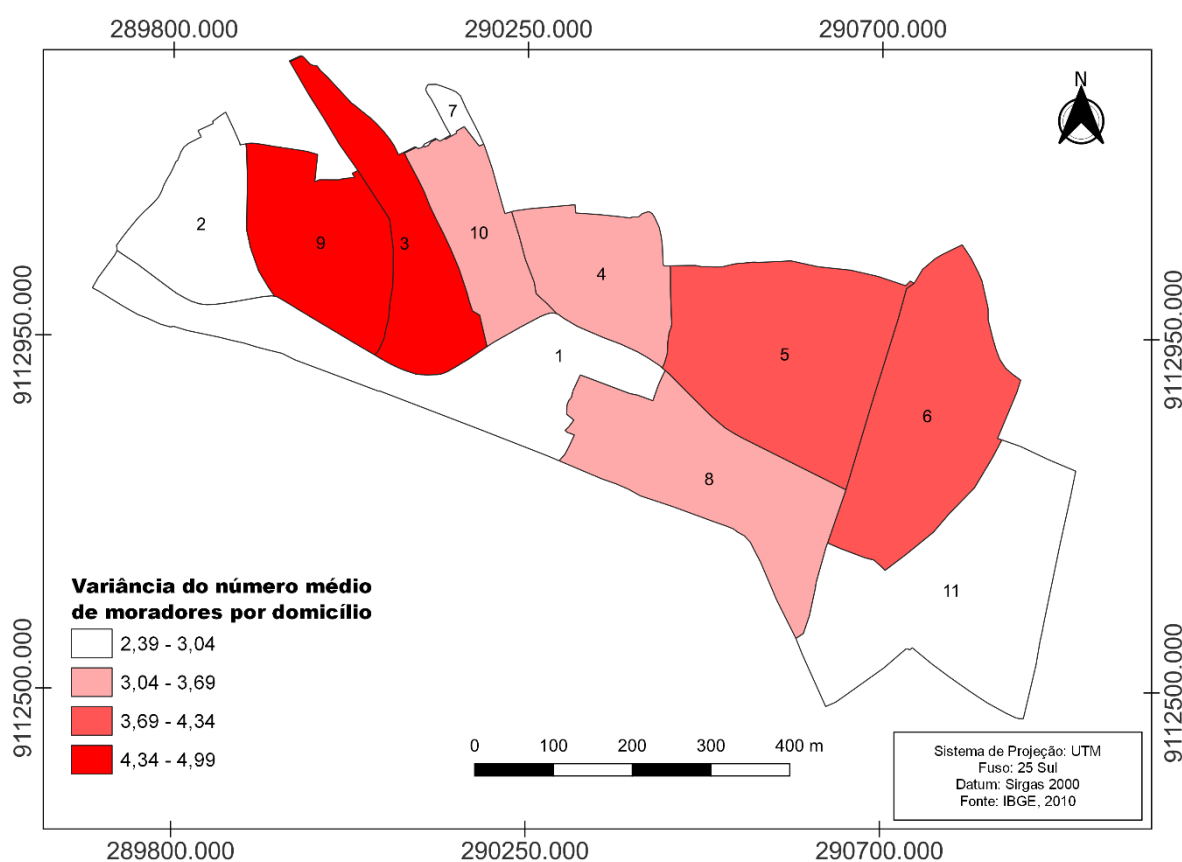 289800.000 290250.000 290700.000
N
7
2
9
3
10
4
9112950.000
9112950.000
5
1
6
8
11
Variância do número médio
de moradores por domicílio
2,39 - 3,04
3,04 - 3,69
3,69 - 4,34
4,34 - 4,99
9112500.000
9112500.000
0 100 200 300 400 m
Sistema de Projeção: UTM
Fuso: 25 Sul
Datum: Sirgas 2000
Fonte: IBGE, 2010
289800.000 290250.000 290700.000